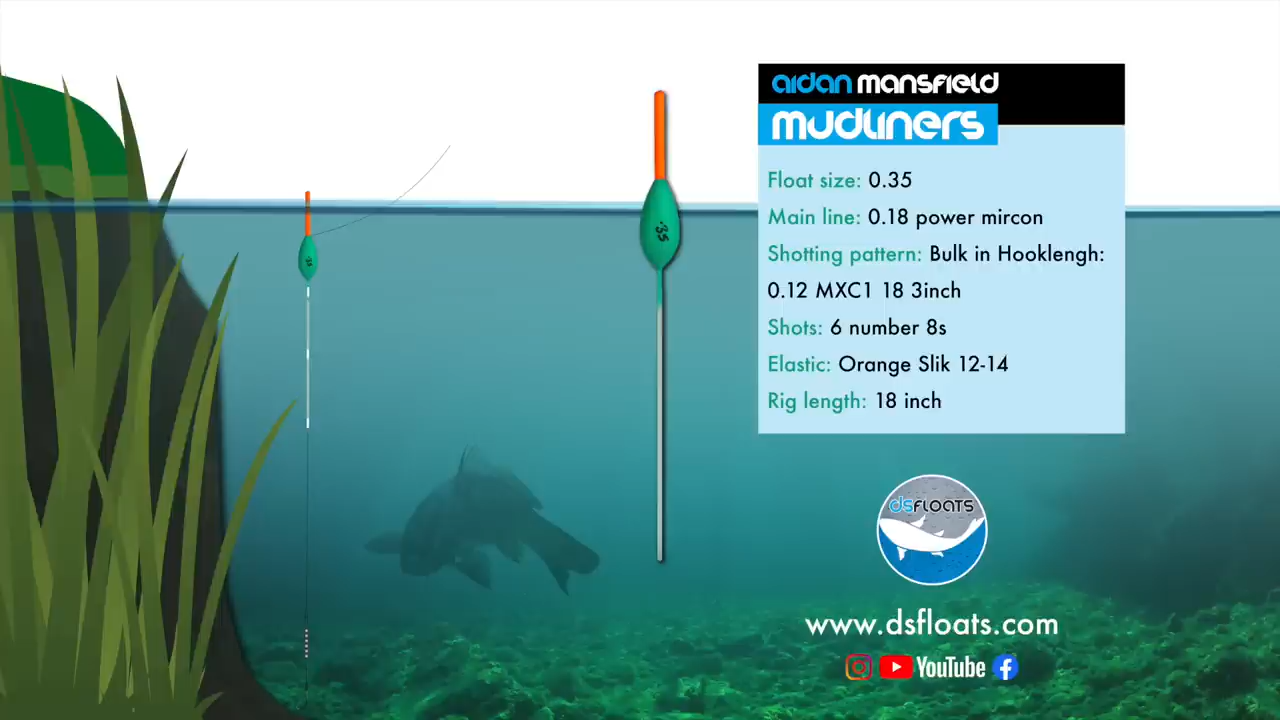 aidan mansfield
mudliners
Float size: 0.35
Main line: 0.18 power mircon
Shotting pattern: Bulk in Hooklengh:
0.12 MXC1 18 3inch
Shots: 6 number 8s
Elastic: Orange Slik 12-14
Rig length: 18 inch
.35
.35
dsfloats
www.dsfloats.com
YouTube